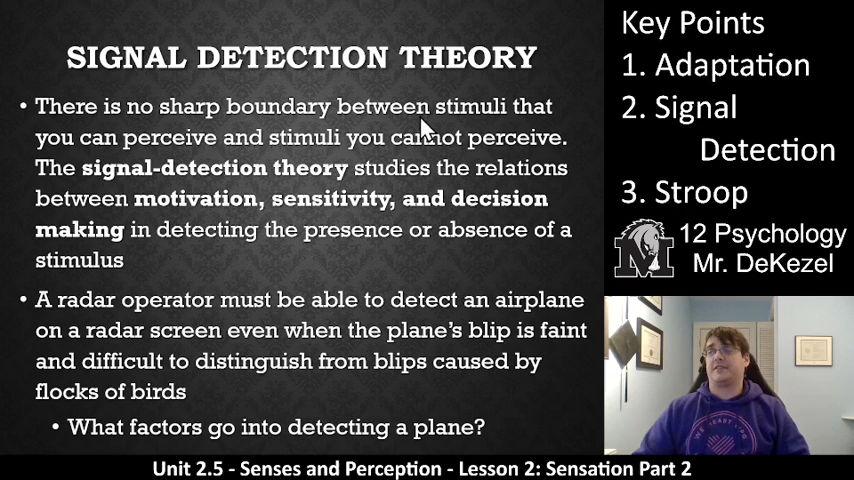 SIGNAL DETECTION THEORY
• There is no sharp boundary between stimuli that
you can perceive and stimuli you cannot perceive.
The signal-detection theory studies the relations
between motivation, sensitivity, and decision
making in detecting the presence or absence of a
stimulus
• A radar operator must be able to detect an airplane
on a radar screen even when the plane's blip is faint
and difficult to distinguish from blips caused by
flocks of birds
• What factors go into detecting a plane?
Key Points
1. Adaptation
2. Signal
Detection
3. Stroop
M
12 Psychology
Mr. DeKezel
Unit 2.5 - Senses and Perception - Lesson 2: Sensation Part 2